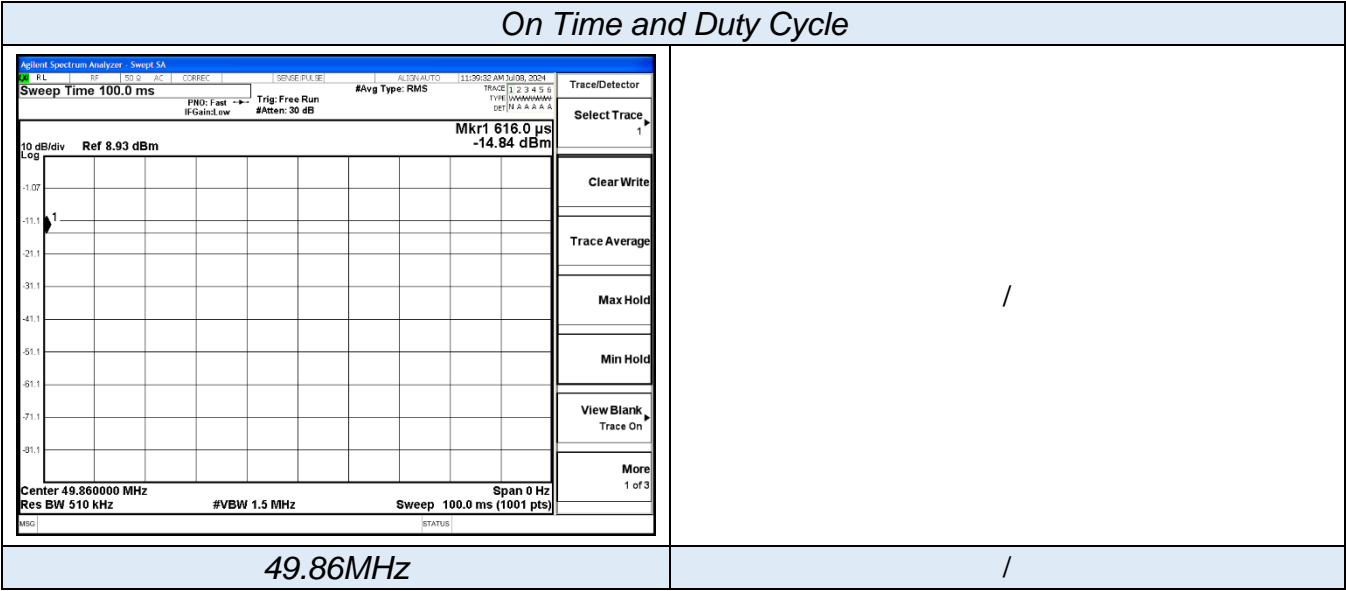 On Time and Duty Cycle
Agilent Spectrum Analyzer - Swept SA
RL RF 50 Ω AC CORREC SENSE:PULSE ALIGNAUTO 11:39:32 AM Jul08, 2024
Sweep Time 100.0 ms
PNO: Fast
IFGain:Low
Trig: Free Run
#Atten: 30 dB
#Avg Type: RMS
TRACE 1 2 3 4 5 6
TYPE
DET N A A A A A
Mkr1 616.0 µs
-14.84 dBm
10 dB/div Ref 8.93 dBm
Log
-1.07
-11.1
1
-21.1
-31.1
-41.1
-51.1
-61.1
-71.1
-81.1
Center 49.860000 MHz Span 0 Hz
Res BW 510 kHz #VBW 1.5 MHz Sweep 100.0 ms (1001 pts)
MSG STATUS
Trace/Detector
Select Trace
1
Clear Write
Trace Average
Max Hold
Min Hold
View Blank
Trace On
More
1 of 3
/
49.86MHz /